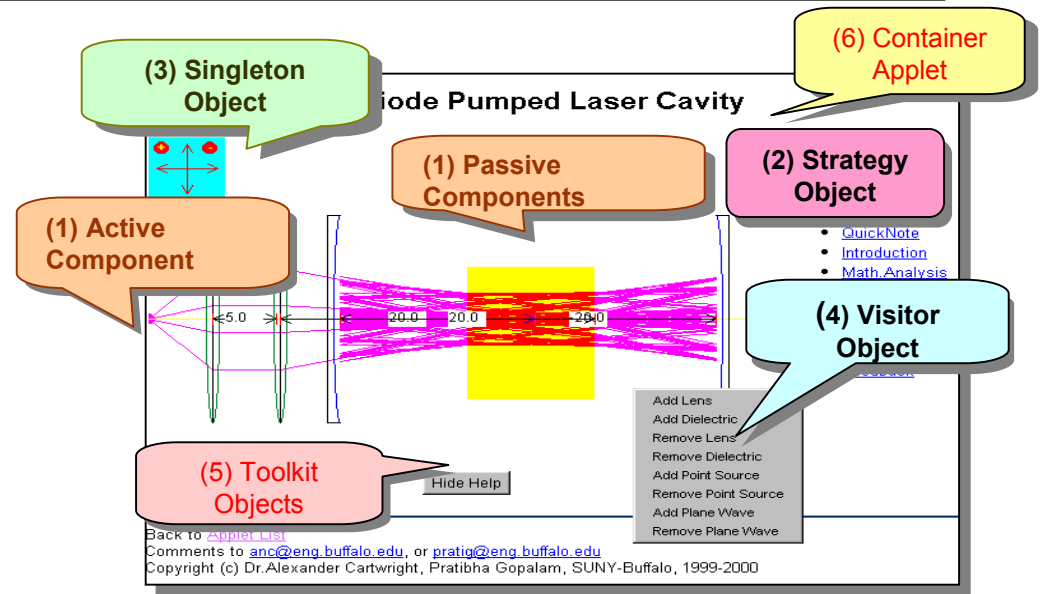 (6) Container
Applet
(3) Singleton
Object
iode Pumped Laser Cavity
(1) Passive
Components
(2) Strategy
Object
(1) Active
Component
QuickNote
Introduction
Math.Analysis
5.0
20.0
20.0
(4) Visitor
Object
Add Lens
Add Dielectric
Remove Lens
Remove Dielectric
Add Point Source
Remove Point Source
Add Plane Wave
Remove Plane Wave
(5) Toolkit
Objects
Hide Help
Back to Applet List
Comments to anc@eng.buffalo.edu, or pratig@eng.buffalo.edu
Copyright (c) Dr.Alexander Cartwright, Pratibha Gopalam, SUNY-Buffalo, 1999-2000